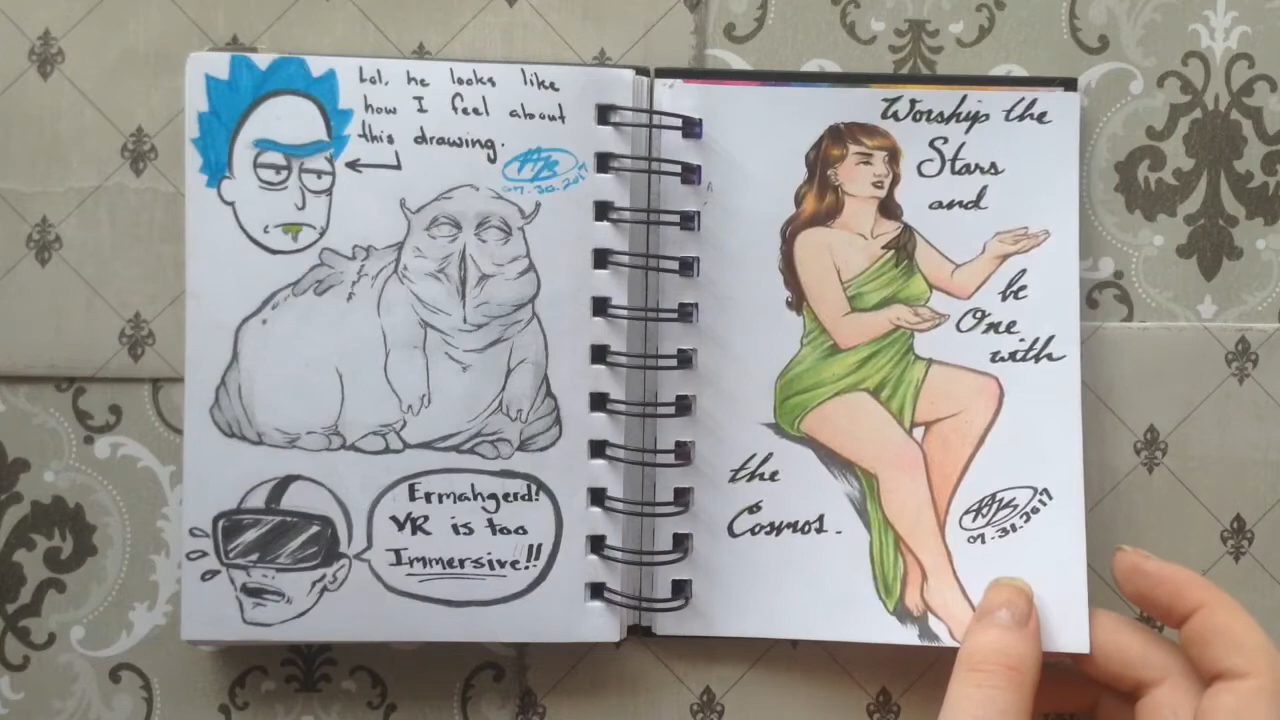 Lol, he looks like
how I feel about
this drawing.
07.30.2017
Ermahgerd!
VR is too
Immersive!!
Worship the
Stars
and
be
One
with
the
Cosmos.
07.31.2017